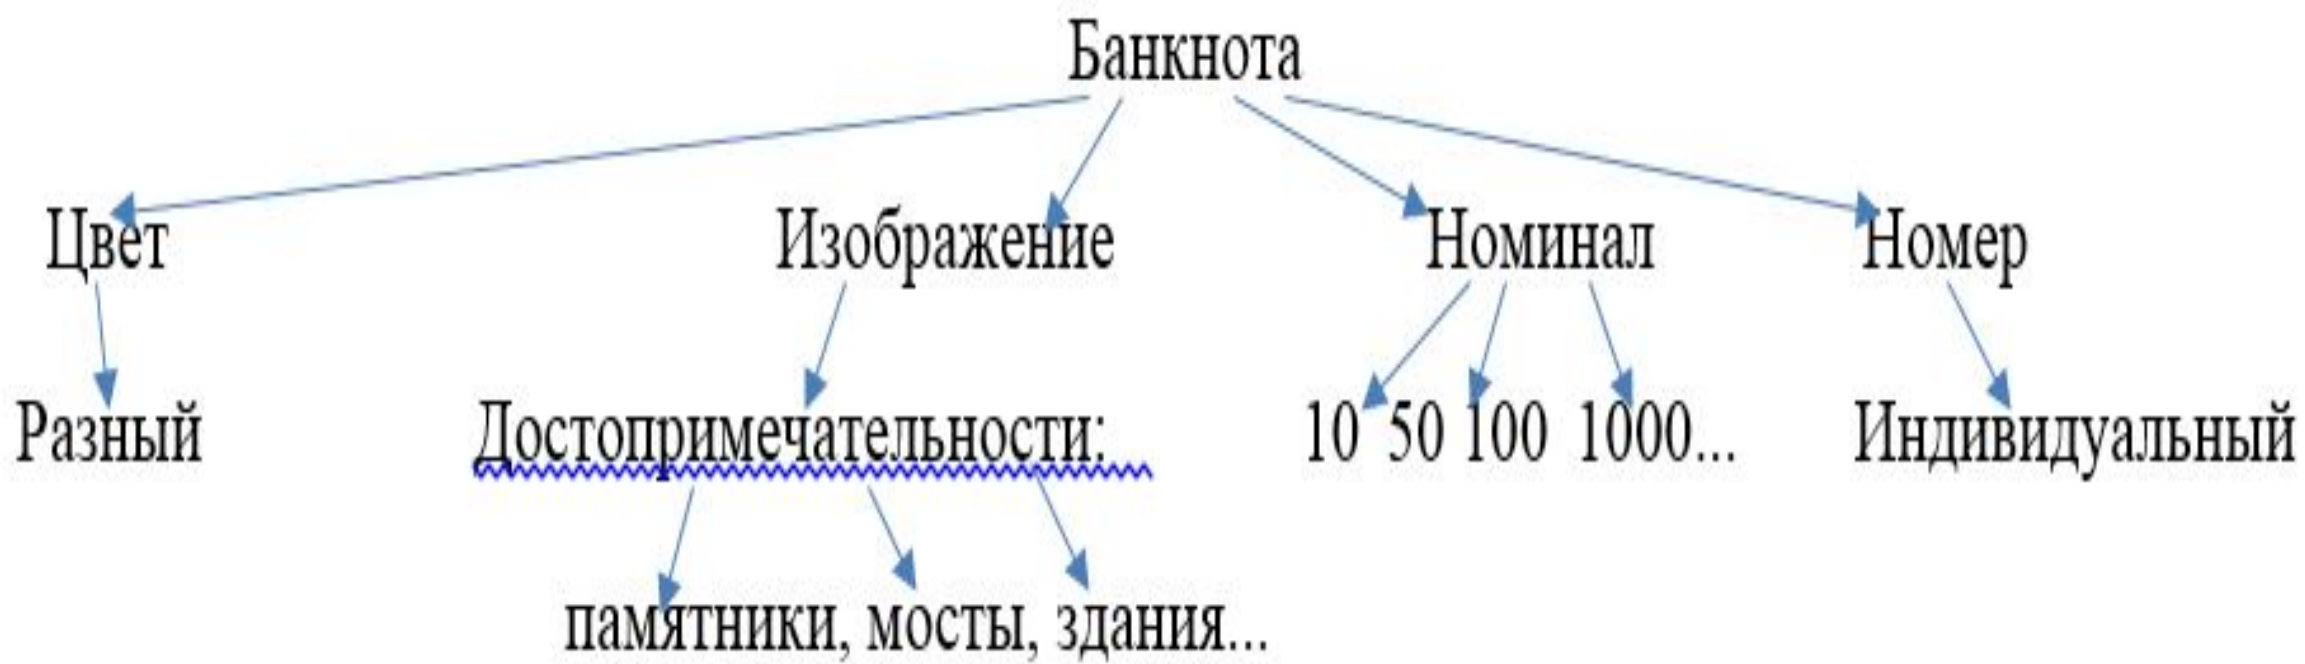 Банкнота
Цвет Изображение Номинал Номер
Разный Достопримечательности: 10 50 100 1000... Индивидуальный
памятники, мосты, здания...